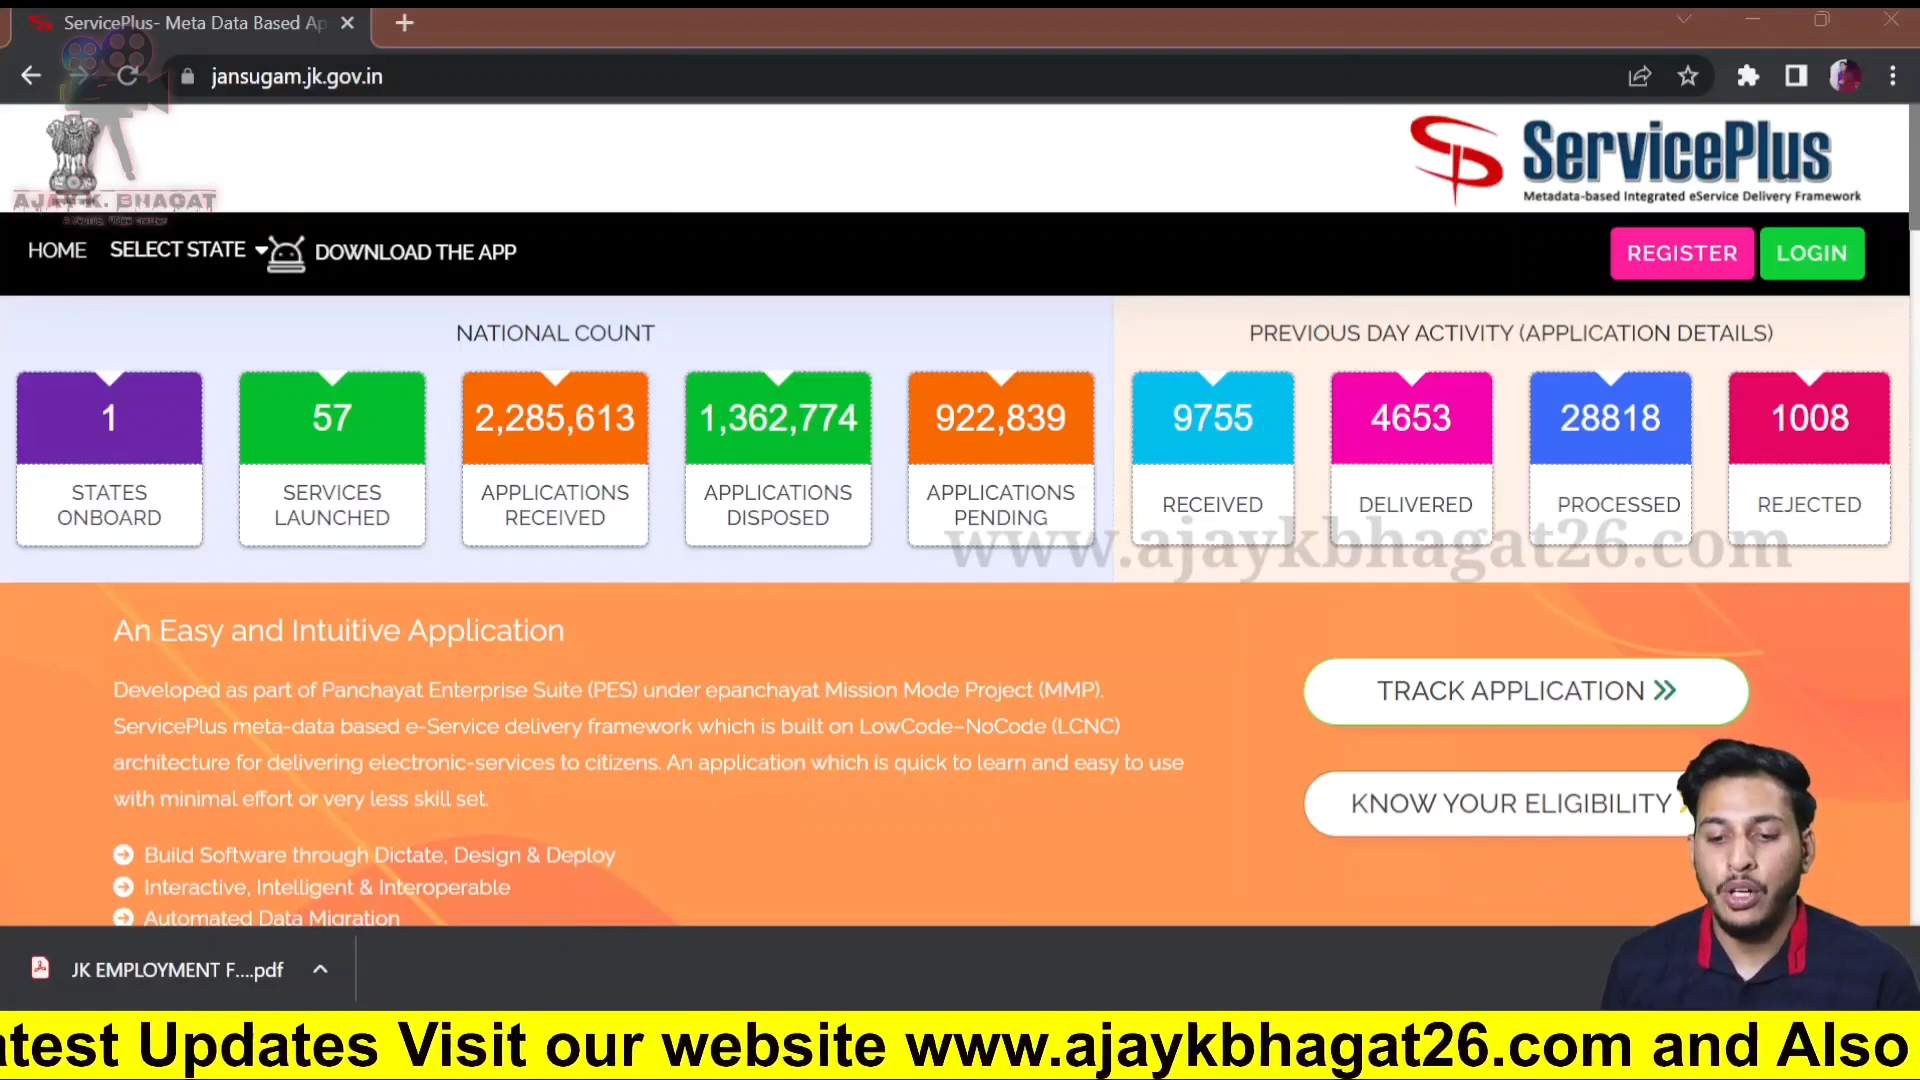 ServicePlus- Meta Data Based Ap
jansugam.jk.gov.in
AJAY K. BHAGAT
ServicePlus
Metadata-based Integrated eService Delivery Framework
HOME SELECT STATE DOWNLOAD THE APP REGISTER LOGIN
NATIONAL COUNT
1
STATES
ONBOARD
57
SERVICES
LAUNCHED
2,285,613
APPLICATIONS
RECEIVED
1,362,774
APPLICATIONS
DISPOSED
922,839
APPLICATIONS
PENDING
PREVIOUS DAY ACTIVITY (APPLICATION DETAILS)
9755
RECEIVED
4653
DELIVERED
28818
PROCESSED
1008
REJECTED
www.ajaykbhagat26.com
An Easy and Intuitive Application
Developed as part of Panchayat Enterprise Suite (PES) under epanchayat Mission Mode Project (MMP).
ServicePlus meta-data based e-Service delivery framework which is built on LowCode–NoCode (LCNC)
architecture for delivering electronic-services to citizens. An application which is quick to learn and easy to use
with minimal effort or very less skill set.
Build Software through Dictate, Design & Deploy
Interactive, Intelligent & Interoperable
Automated Data Migration
TRACK APPLICATION
KNOW YOUR ELIGIBILITY
JK EMPLOYMENT F....pdf
atest Updates Visit our website www.ajaykbhagat26.com and Also